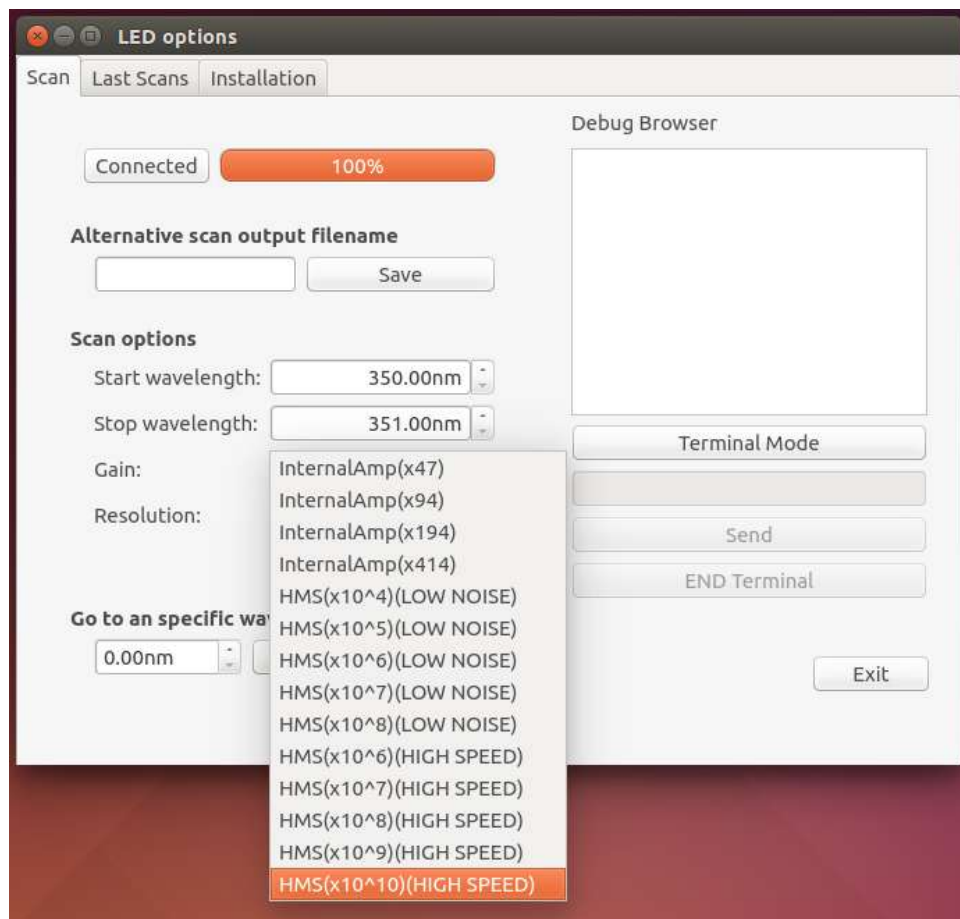 LED options
Scan
Last Scans
Installation
Connected
100%
Alternative scan output filename
Save
Scan options
Start wavelength:
350.00nm
Stop wavelength:
351.00nm
Gain:
Resolution:
InternalAmp(x47)
InternalAmp(x94)
InternalAmp(x194)
InternalAmp(x414)
HMS(x10^4)(LOW NOISE)
HMS(x10^5)(LOW NOISE)
HMS(x10^6)(LOW NOISE)
HMS(x10^7)(LOW NOISE)
HMS(x10^8)(LOW NOISE)
HMS(x10^6)(HIGH SPEED)
HMS(x10^7)(HIGH SPEED)
HMS(x10^8)(HIGH SPEED)
HMS(x10^9)(HIGH SPEED)
HMS(x10^10)(HIGH SPEED)
Go to an specific wa
0.00nm
Debug Browser
Terminal Mode
Send
END Terminal
Exit